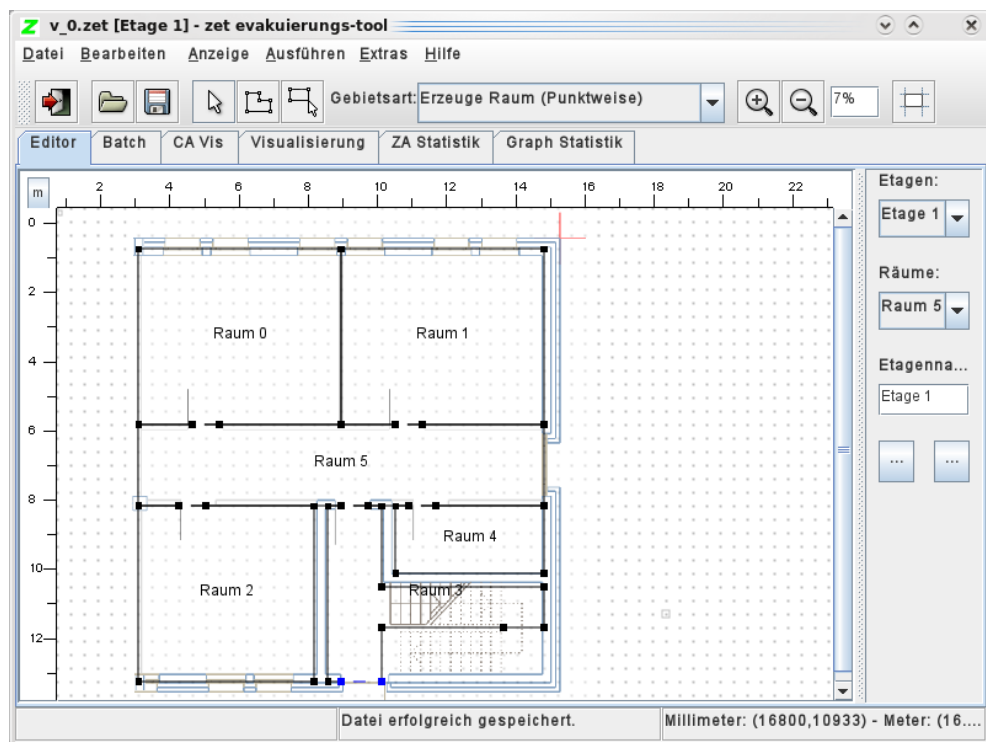 v_0.zet [Etage 1] - zet evakuierungs-tool
Datei Bearbeiten Anzeige Ausführen Extras Hilfe
Gebietsart: Erzeuge Raum (Punktweise) 7%
Editor Batch CA Vis Visualisierung ZA Statistik Graph Statistik
m 2 4 6 8 10 12 14 16 18 20 22
0
2
4
6
8
10
12
Raum 0
Raum 1
Raum 5
Raum 4
Raum 2
Raum 3
Etagen:
Etage 1
Räume:
Raum 5
Etagenna...
Etage 1
... ...
Datei erfolgreich gespeichert. Millimeter: (16800,10933) - Meter: (16....